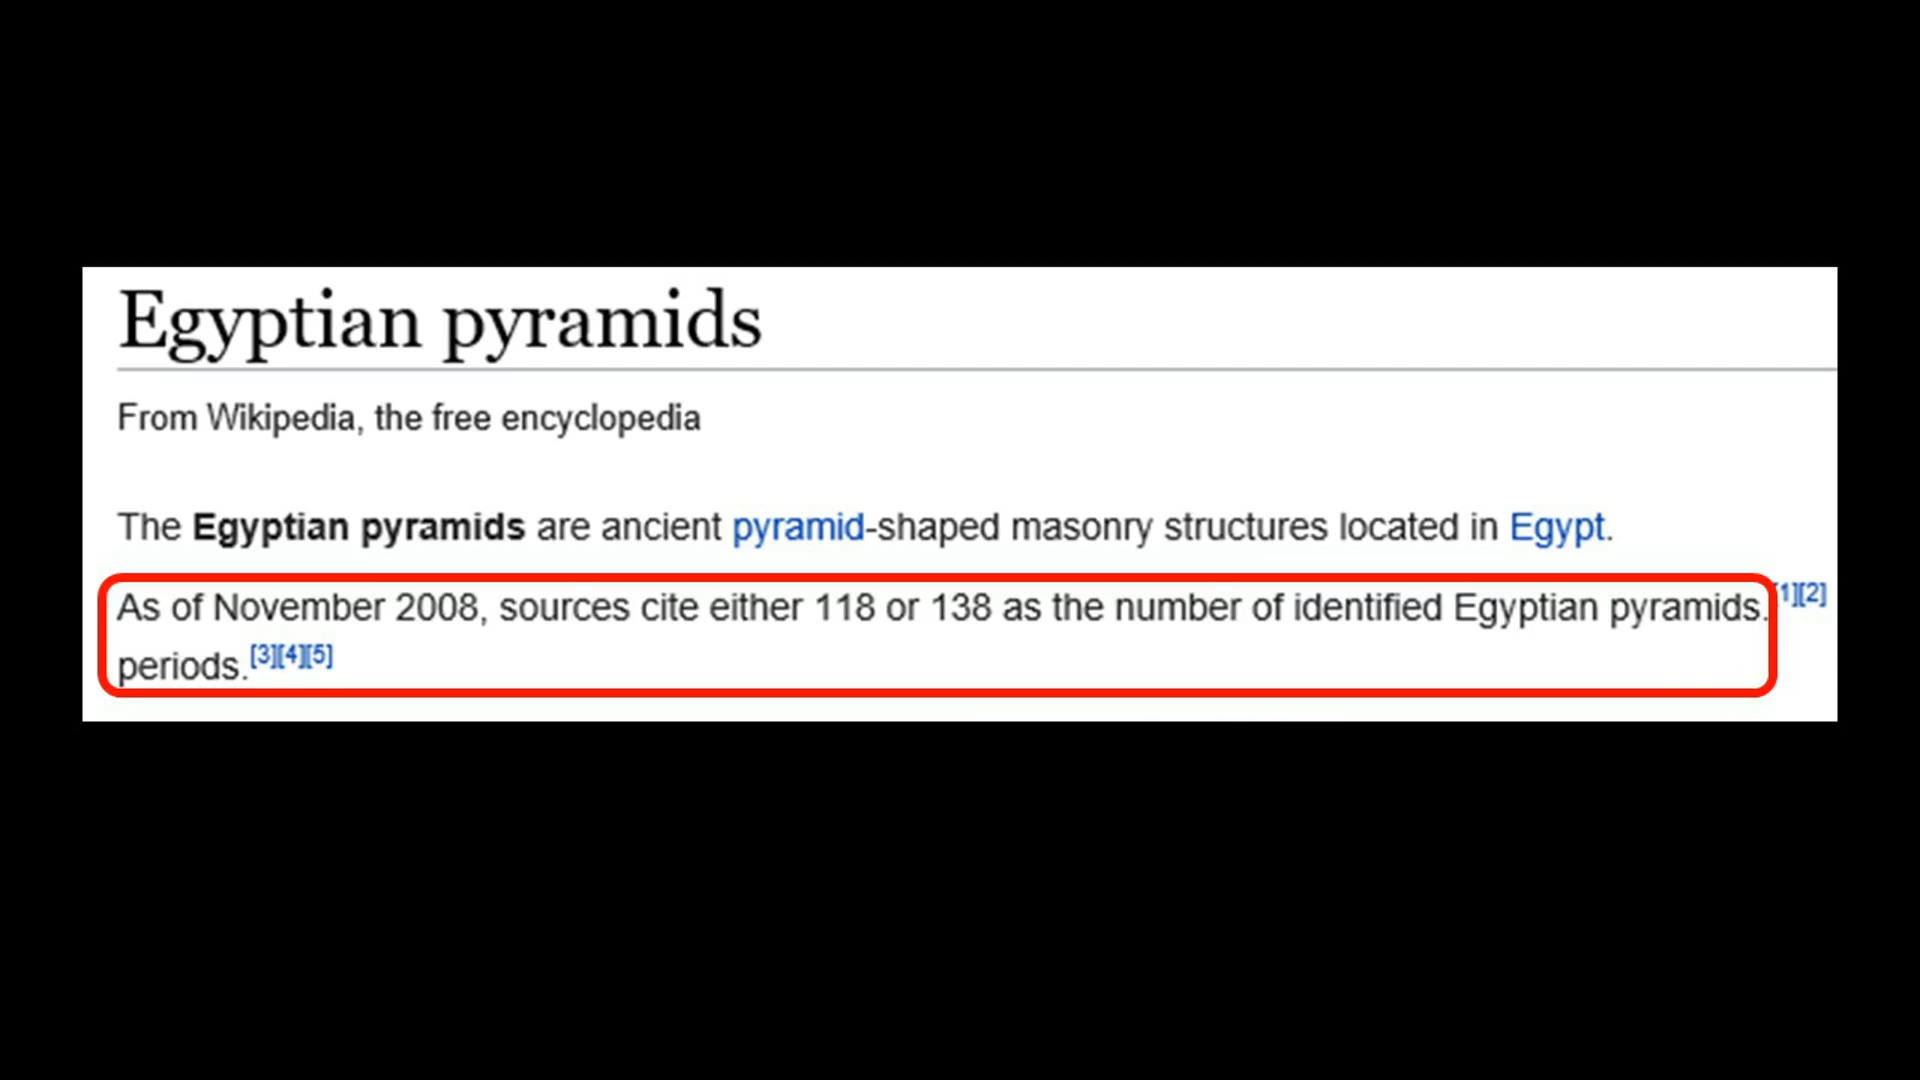 Egyptian pyramids
From Wikipedia, the free encyclopedia
The Egyptian pyramids are ancient pyramid-shaped masonry structures located in Egypt.
As of November 2008, sources cite either 118 or 138 as the number of identified Egyptian pyramids.[1][2]
periods.[3][4][5]